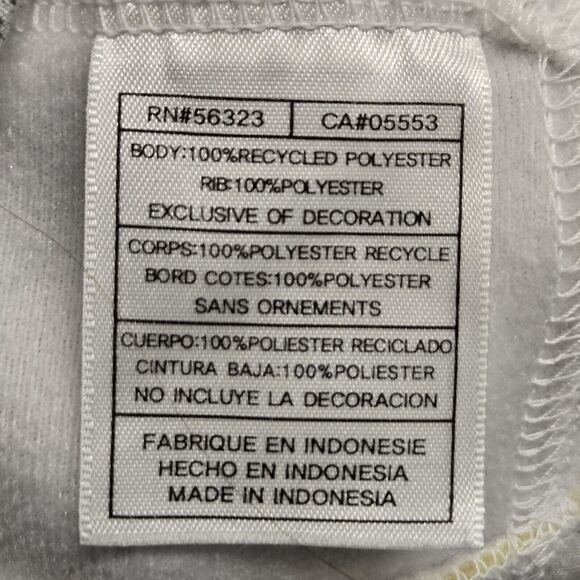 RN#56323 CA#05553
BODY:100%RECYCLED POLYESTER
RIB:100%POLYESTER
EXCLUSIVE OF DECORATION
CORPS:100%POLYESTER RECYCLE
BORD COTES:100%POLYESTER
SANS ORNEMENTS
CUERPO:100%POLIESTER RECICLADO
CINTURA BAJA:100%POLIESTER
NO INCLUYE LA DECORACION
FABRIQUE EN INDONESIE
HECHO EN INDONESIA
MADE IN INDONESIA